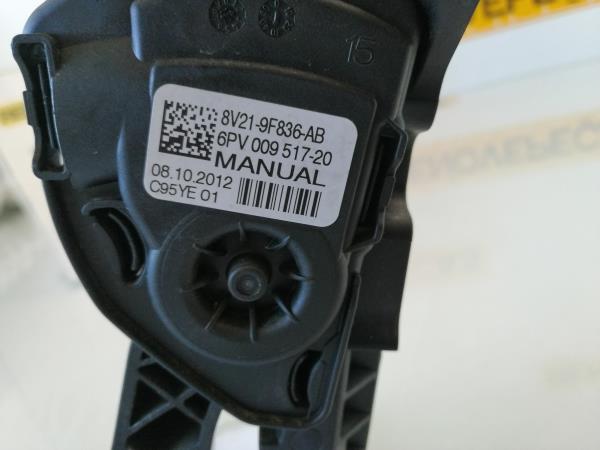 15
8V21-9F836-AB
6PV 009 517-20
MANUAL
08.10.2012
C95YE 01